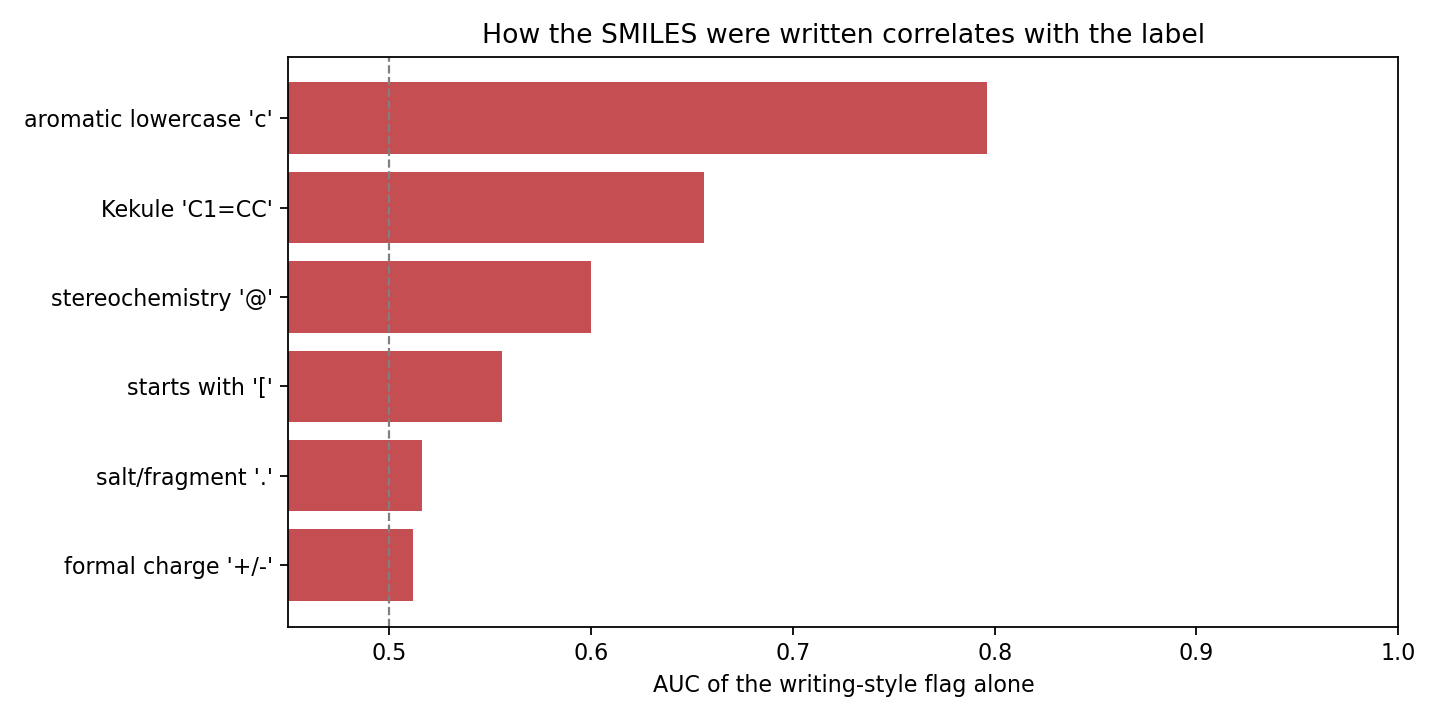 How the SMILES were written correlates with the label
aromatic lowercase 'c'
Kekule 'C1=CC'
stereochemistry '@'
starts with '['
salt/fragment '.'
formal charge '+/-'
0.5 0.6 0.7 0.8 0.9 1.0
AUC of the writing-style flag alone